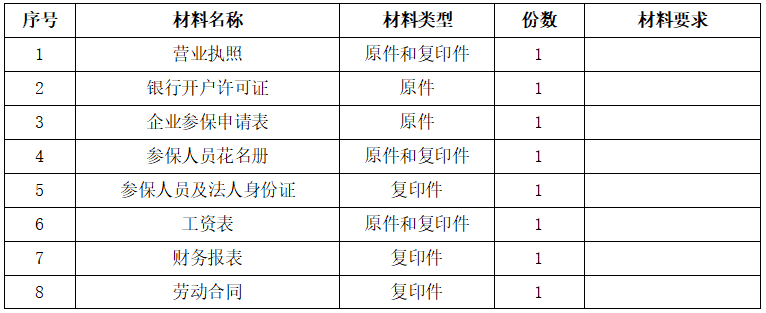 序号 材料名称 材料类型 份数 材料要求
1 营业执照 原件和复印件 1
2 银行开户许可证 原件 1
3 企业参保申请表 原件 1
4 参保人员花名册 原件和复印件 1
5 参保人员及法人身份证 复印件 1
6 工资表 原件和复印件 1
7 财务报表 复印件 1
8 劳动合同 复印件 1